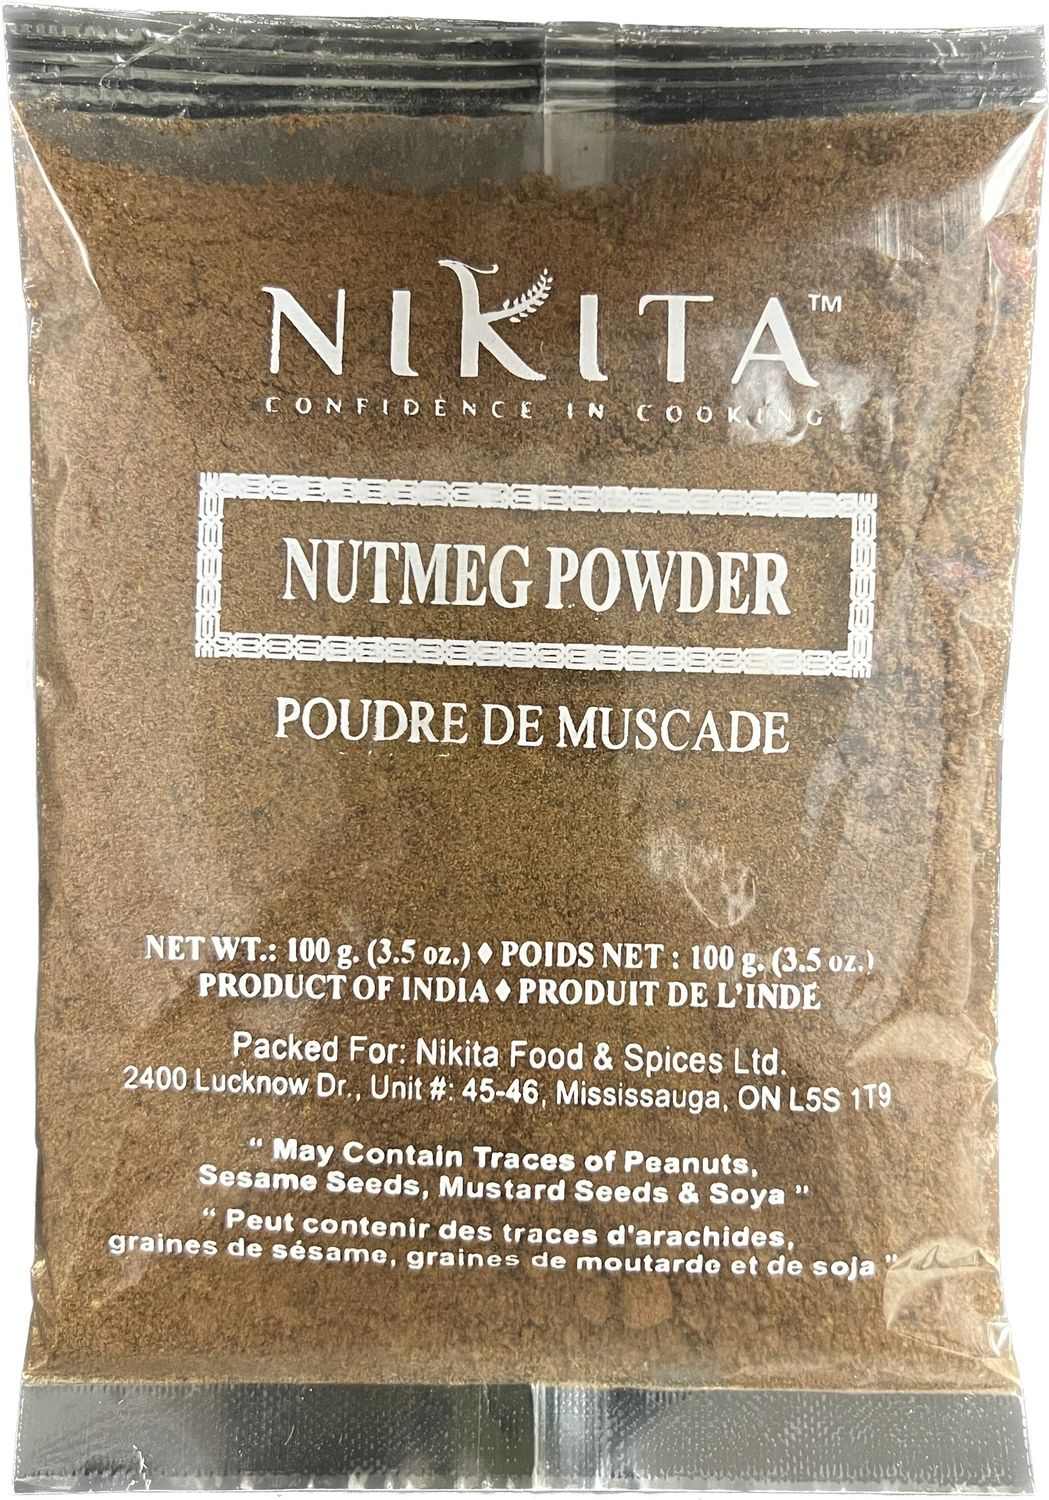 NIKITA™
CONFIDENCE IN COOKING
NUTMEG POWDER
POUDRE DE MUSCADE
NET WT.: 100 g. (3.5 oz.) ♦ POIDS NET : 100 g. (3.5 oz.)
PRODUCT OF INDIA ♦ PRODUIT DE L'INDE
Packed For: Nikita Food & Spices Ltd.
2400 Lucknow Dr., Unit #: 45-46, Mississauga, ON L5S 1T9
“ May Contain Traces of Peanuts,
Sesame Seeds, Mustard Seeds & Soya ”
“ Peut contenir des traces d'arachides,
graines de sésame, graines de moutarde et de soja ”